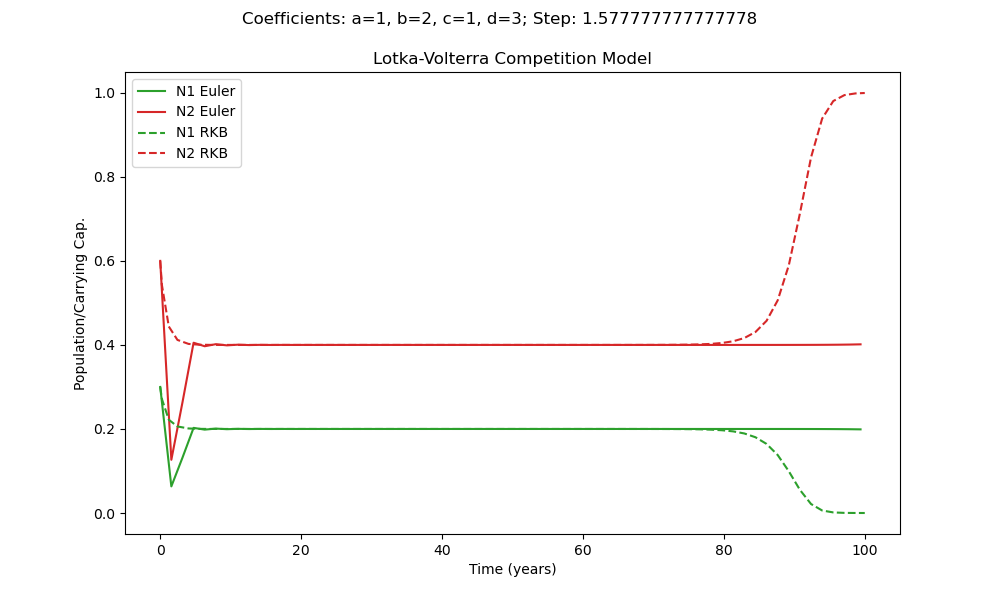 Coefficients: a=1, b=2, c=1, d=3; Step: 1.577777777777778
Lotka-Volterra Competition Model
N1 Euler
N2 Euler
N1 RKB
N2 RKB
1.0
0.8
0.6
0.4
0.2
0.0
Population/Carrying Cap.
0
20
40
60
80
100
Time (years)